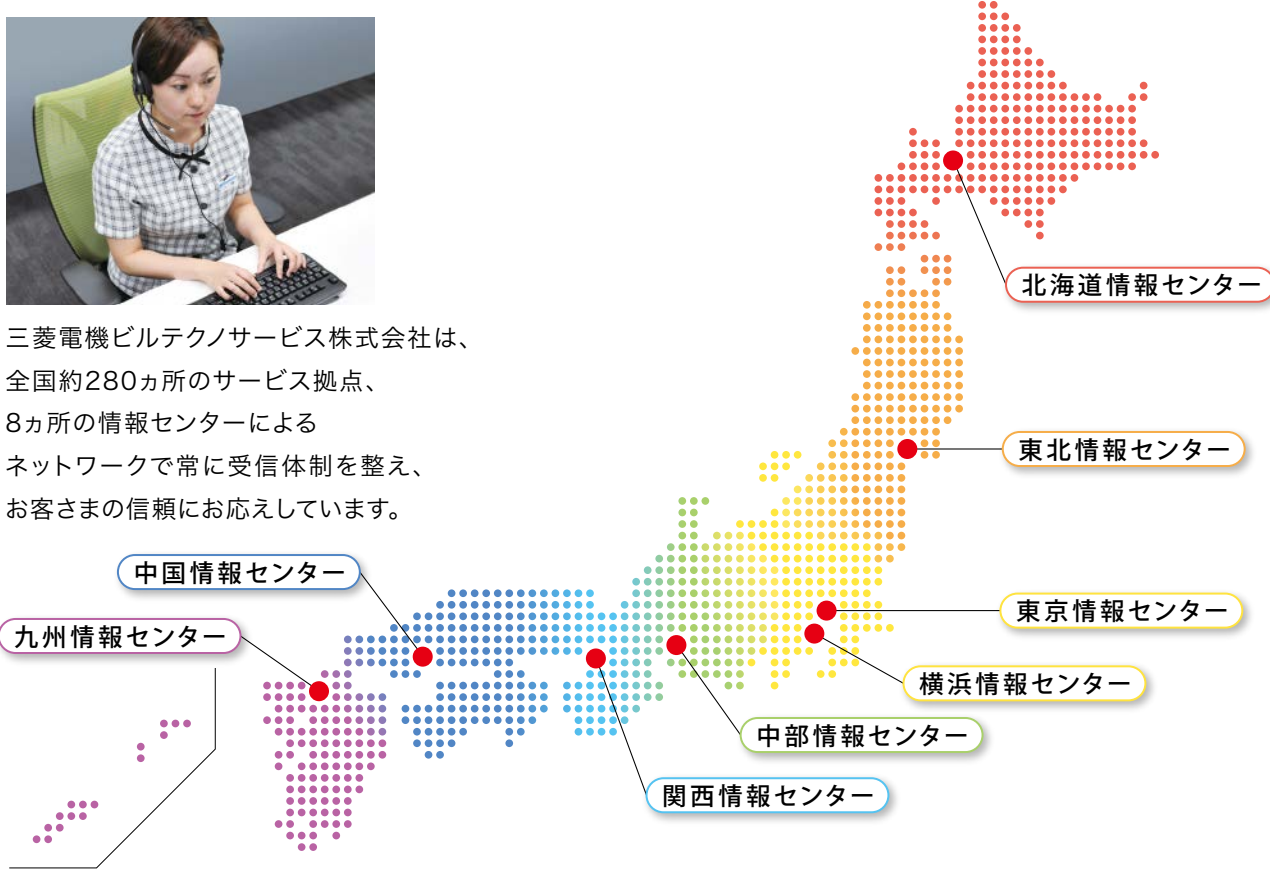 三菱電機ビルテクノサービス株式会社は、
全国約280ヵ所のサービス拠点、
8ヵ所の情報センターによる
ネットワークで常に受信体制を整え、
お客さまの信頼にお応えしています。
北海道情報センター
東北情報センター
東京情報センター
横浜情報センター
中部情報センター
関西情報センター
中国情報センター
九州情報センター